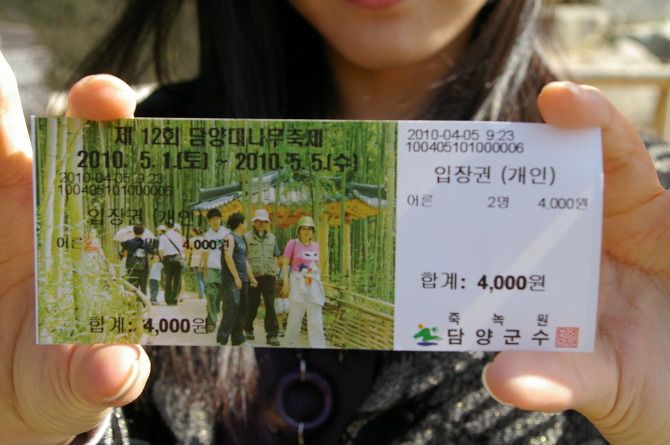 제 12회 담양대나무축제
2010. 5.1.(토) ~ 2010. 5.5.(수)
2010-04-05 9:23
100405101000006
입장권 (개인)
어른 2명 4,000원
합계: 4,000원
2010-04-05 9:23
100405101000006
입장권 (개인)
어른 2명 4,000원
합계: 4,000원
죽녹원
담양군수